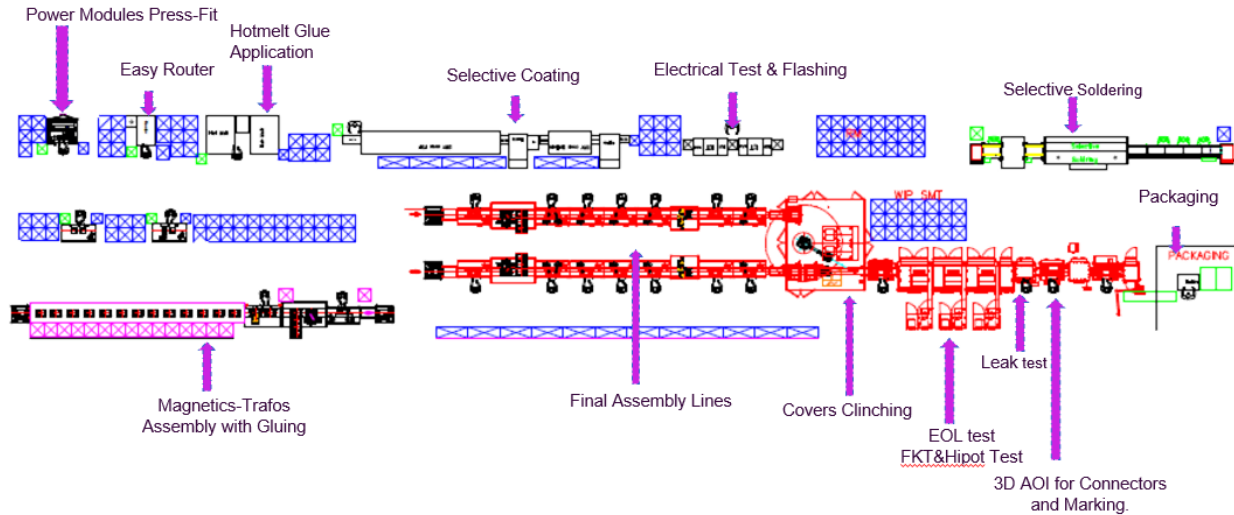 Power Modules Press-Fit
Hotmelt Glue
Application
Easy Router
Selective Coating
Electrical Test & Flashing
Selective Soldering
Selective
Soldering
Packaging
WIP SMT
PACKAGING
Leak test
Final Assembly Lines
Covers Clinching
Magnetics-Trafos
Assembly with Gluing
EOL test
FKT&Hipot Test
3D AOI for Connectors
and Marking.